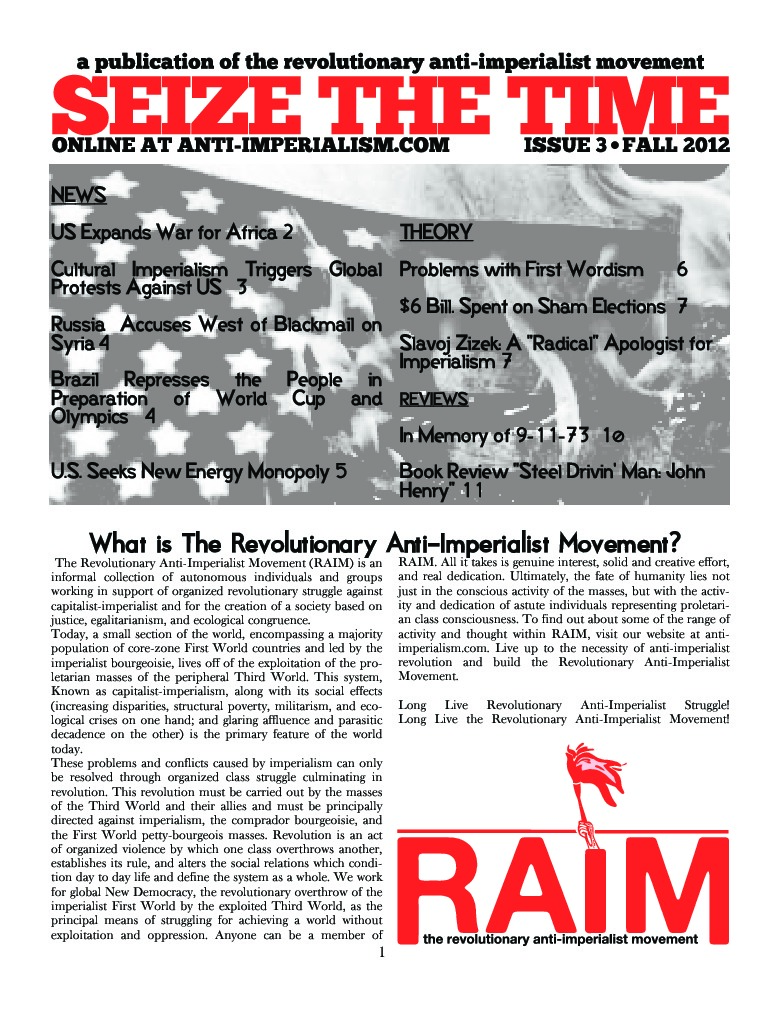 a publication of the revolutionary anti-imperialist movement
SEIZE THE TIME
ONLINE AT ANTI-IMPERIALISM.COM ISSUE 3 • FALL 2012
NEWS
US Expands War for Africa 2
Cultural Imperialism Triggers Global
Protests Against US 3
Russia Accuses West of Blackmail on
Syria 4
Brazil Represses the People in
Preparation of World Cup and
Olympics 4
U.S. Seeks New Energy Monopoly 5
THEORY
Problems with First Wordism 6
$6 Bill. Spent on Sham Elections 7
Slavoj Zizek: A "Radical" Apologist for
Imperialism 7
REVIEWS
In Memory of 9-11-73 10
Book Review "Steel Drivin' Man: John
Henry" 11
What is The Revolutionary Anti-Imperialist Movement?
The Revolutionary Anti-Imperialist Movement (RAIM) is an
informal collection of autonomous individuals and groups
working in support of organized revolutionary struggle against
capitalist-imperialist and for the creation of a society based on
justice, egalitarianism, and ecological congruence.
Today, a small section of the world, encompassing a majority
population of core-zone First World countries and led by the
imperialist bourgeoisie, lives off of the exploitation of the pro-
letarian masses of the peripheral Third World. This system,
Known as capitalist-imperialism, along with its social effects
(increasing disparities, structural poverty, militarism, and eco-
logical crises on one hand; and glaring affluence and parasitic
decadence on the other) is the primary feature of the world
today.
These problems and conflicts caused by imperialism can only
be resolved through organized class struggle culminating in
revolution. This revolution must be carried out by the masses
of the Third World and their allies and must be principally
directed against imperialism, the comprador bourgeoisie, and
the First World petty-bourgeois masses. Revolution is an act
of organized violence by which one class overthrows another,
establishes its rule, and alters the social relations which condi-
tion day to day life and define the system as a whole. We work
for global New Democracy, the revolutionary overthrow of the
imperialist First World by the exploited Third World, as the
principal means of struggling for achieving a world without
exploitation and oppression. Anyone can be a member of
RAIM. All it takes is genuine interest, solid and creative effort,
and real dedication. Ultimately, the fate of humanity lies not
just in the conscious activity of the masses, but with the activ-
ity and dedication of astute individuals representing proletari-
an class consciousness. To find out about some of the range of
activity and thought within RAIM, visit our website at anti-
imperialism.com. Live up to the necessity of anti-imperialist
revolution and build the Revolutionary Anti-Imperialist
Movement.
Long Live Revolutionary Anti-Imperialist Struggle!
Long Live the Revolutionary Anti-Imperialist Movement!
RAIM
the revolutionary anti-imperialist movement
1